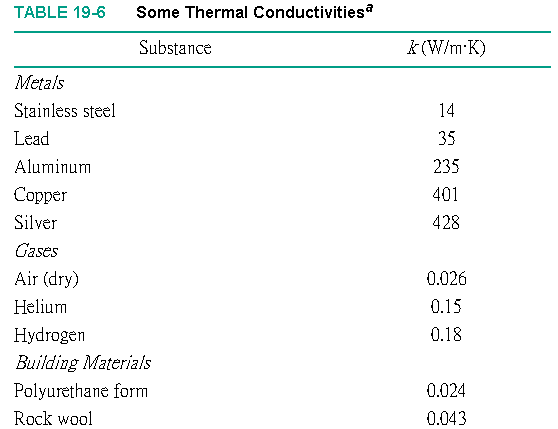 TABLE 19-6 Some Thermal Conductivitiesa
Substance k (W/m·K)
Metals
Stainless steel 14
Lead 35
Aluminum 235
Copper 401
Silver 428
Gases
Air (dry) 0.026
Helium 0.15
Hydrogen 0.18
Building Materials
Polyurethane form 0.024
Rock wool 0.043